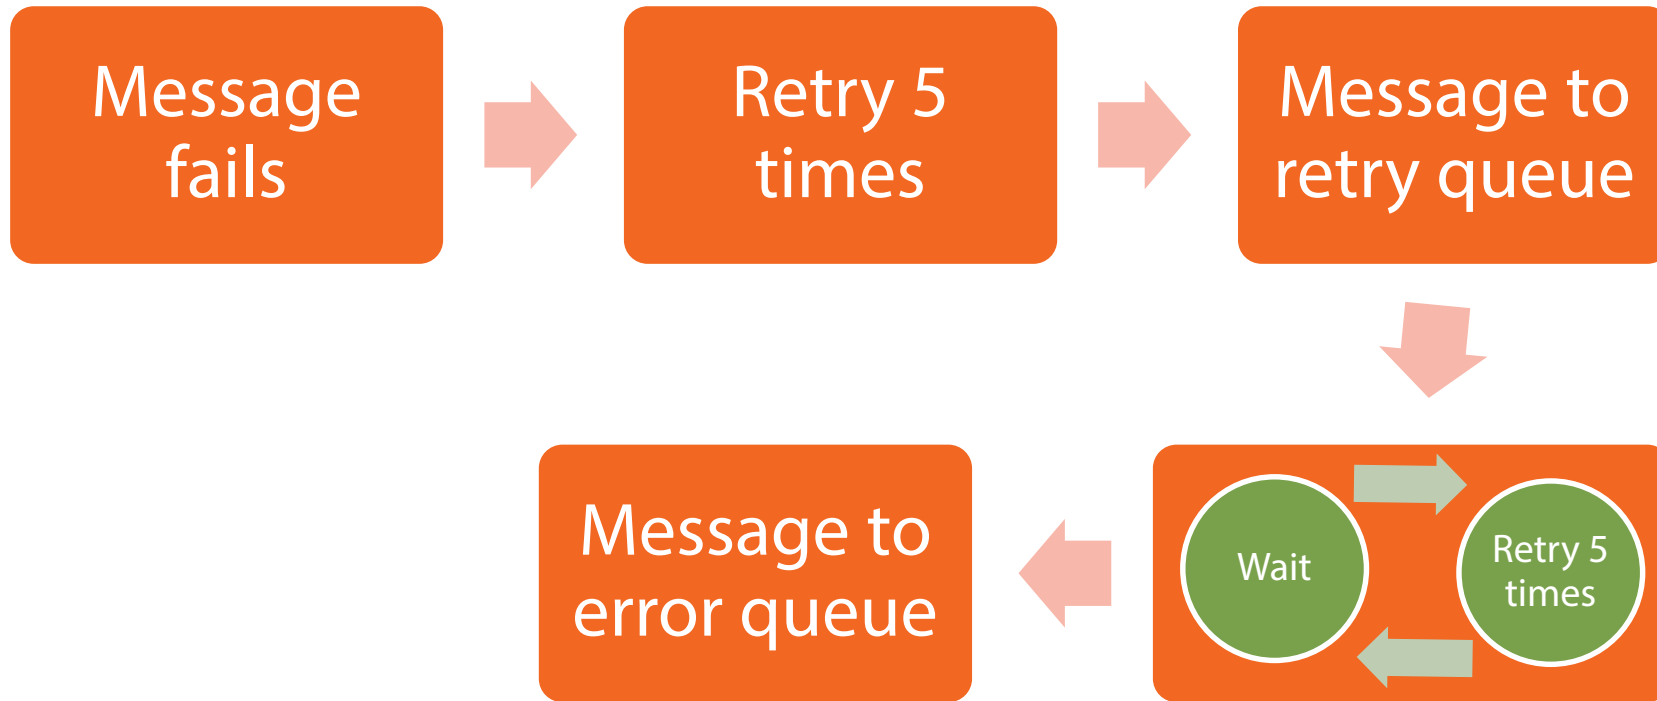 Message
fails
Retry 5
times
Message to
retry queue
Message to
error queue
Wait
Retry 5
times